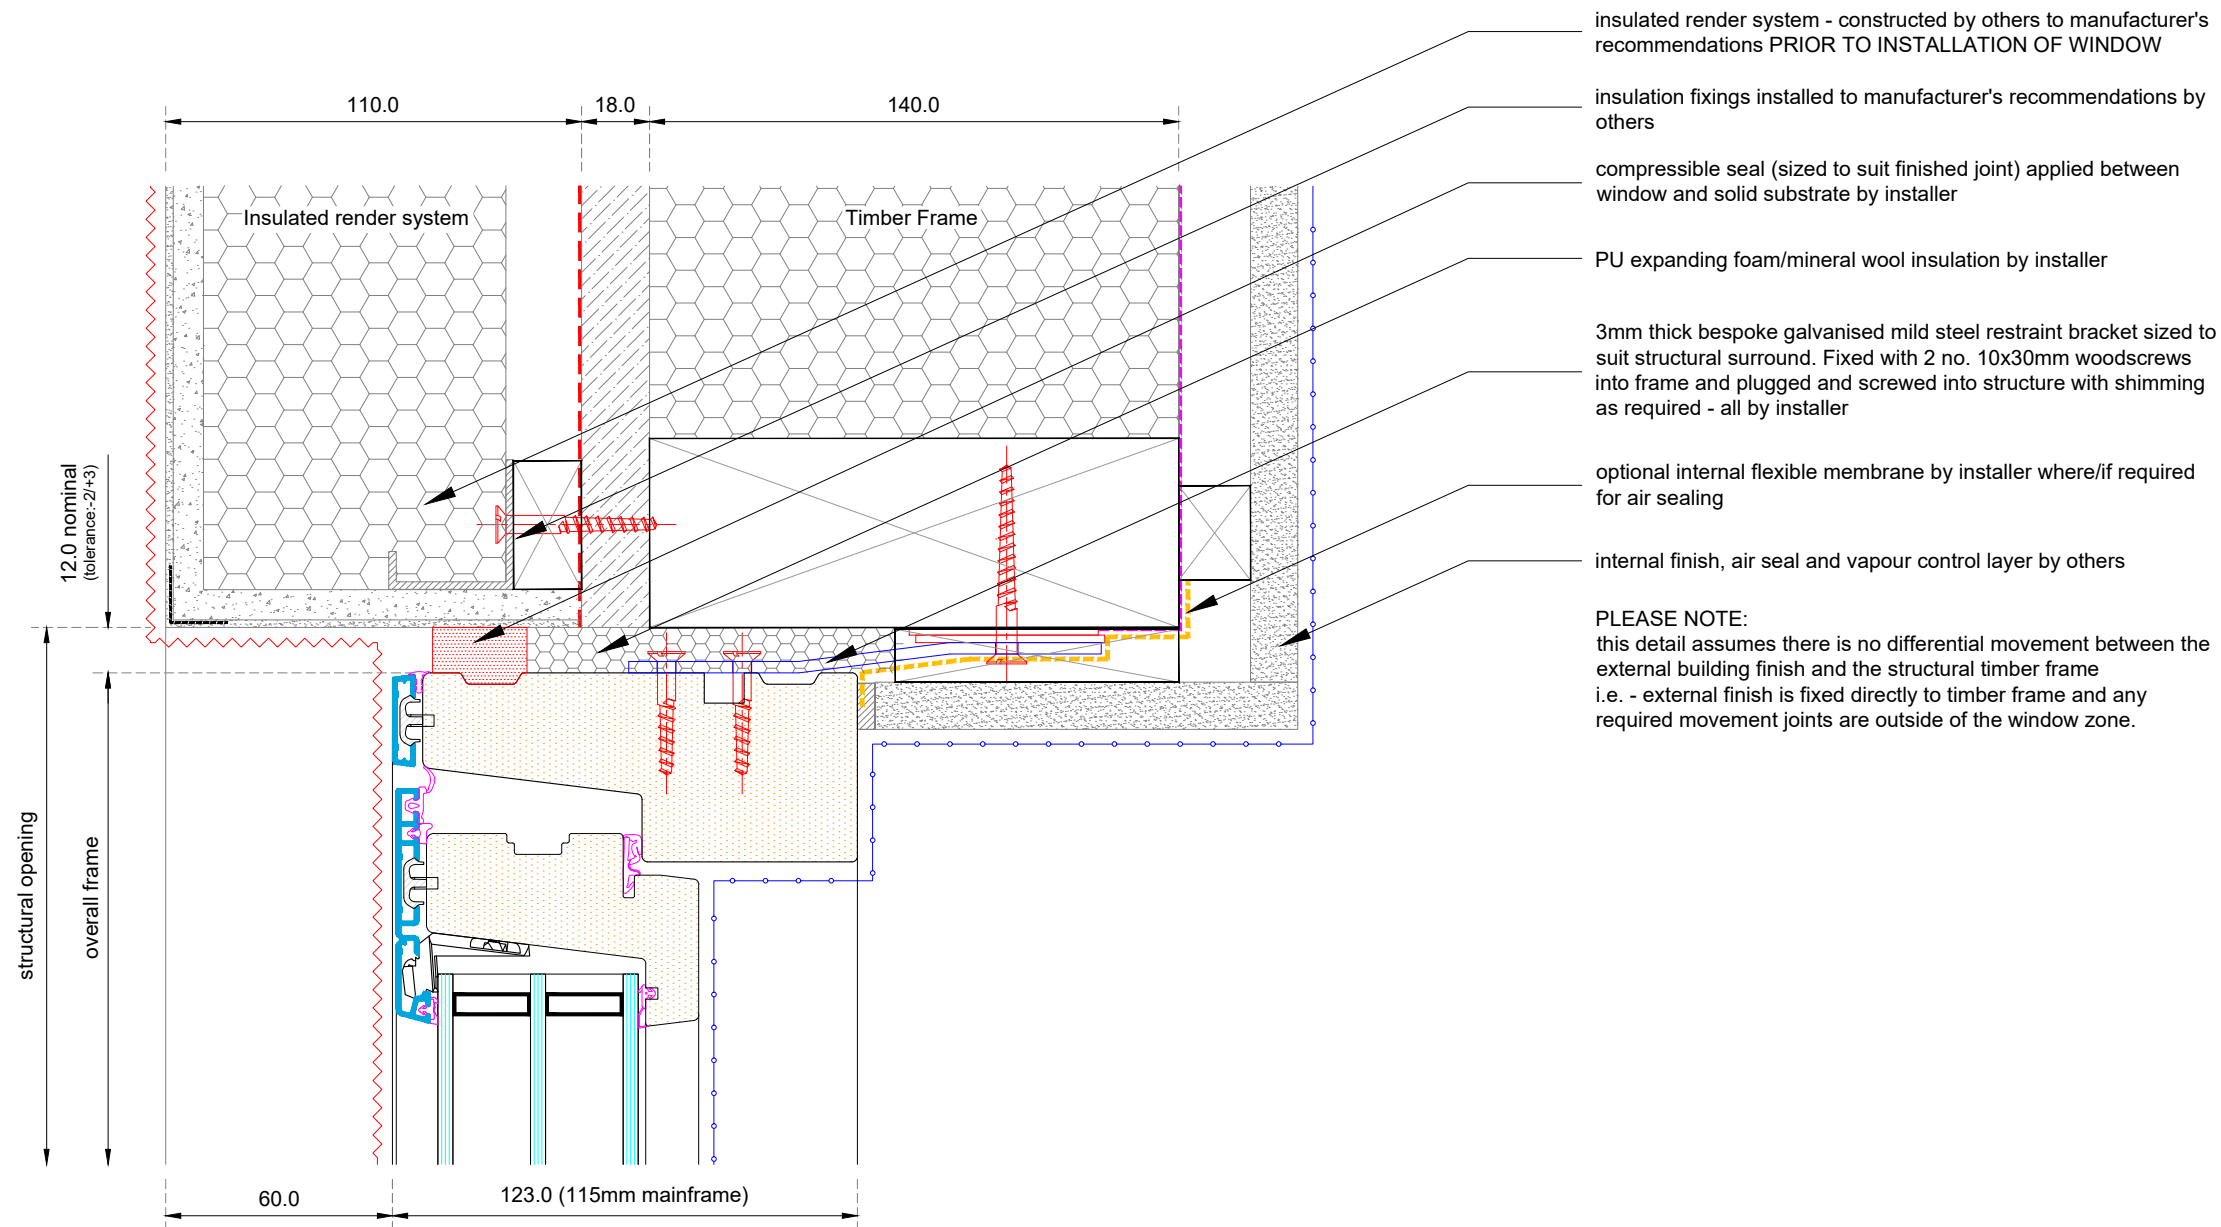 insulated render system - constructed by others to manufacturer's
recommendations PRIOR TO INSTALLATION OF WINDOW
insulation fixings installed to manufacturer's recommendations by
others
compressible seal (sized to suit finished joint) applied between
window and solid substrate by installer
PU expanding foam/mineral wool insulation by installer
3mm thick bespoke galvanised mild steel restraint bracket sized to
suit structural surround. Fixed with 2 no. 10x30mm woodscrews
into frame and plugged and screwed into structure with shimming
as required - all by installer
optional internal flexible membrane by installer where/if required
for air sealing
internal finish, air seal and vapour control layer by others
PLEASE NOTE:
this detail assumes there is no differential movement between the
external building finish and the structural timber frame
i.e. - external finish is fixed directly to timber frame and any
required movement joints are outside of the window zone.
110.0
18.0
140.0
Insulated render system
Timber Frame
12.0 nominal
(tolerance:-2/+3)
structural opening
overall frame
60.0
123.0 (115mm mainframe)